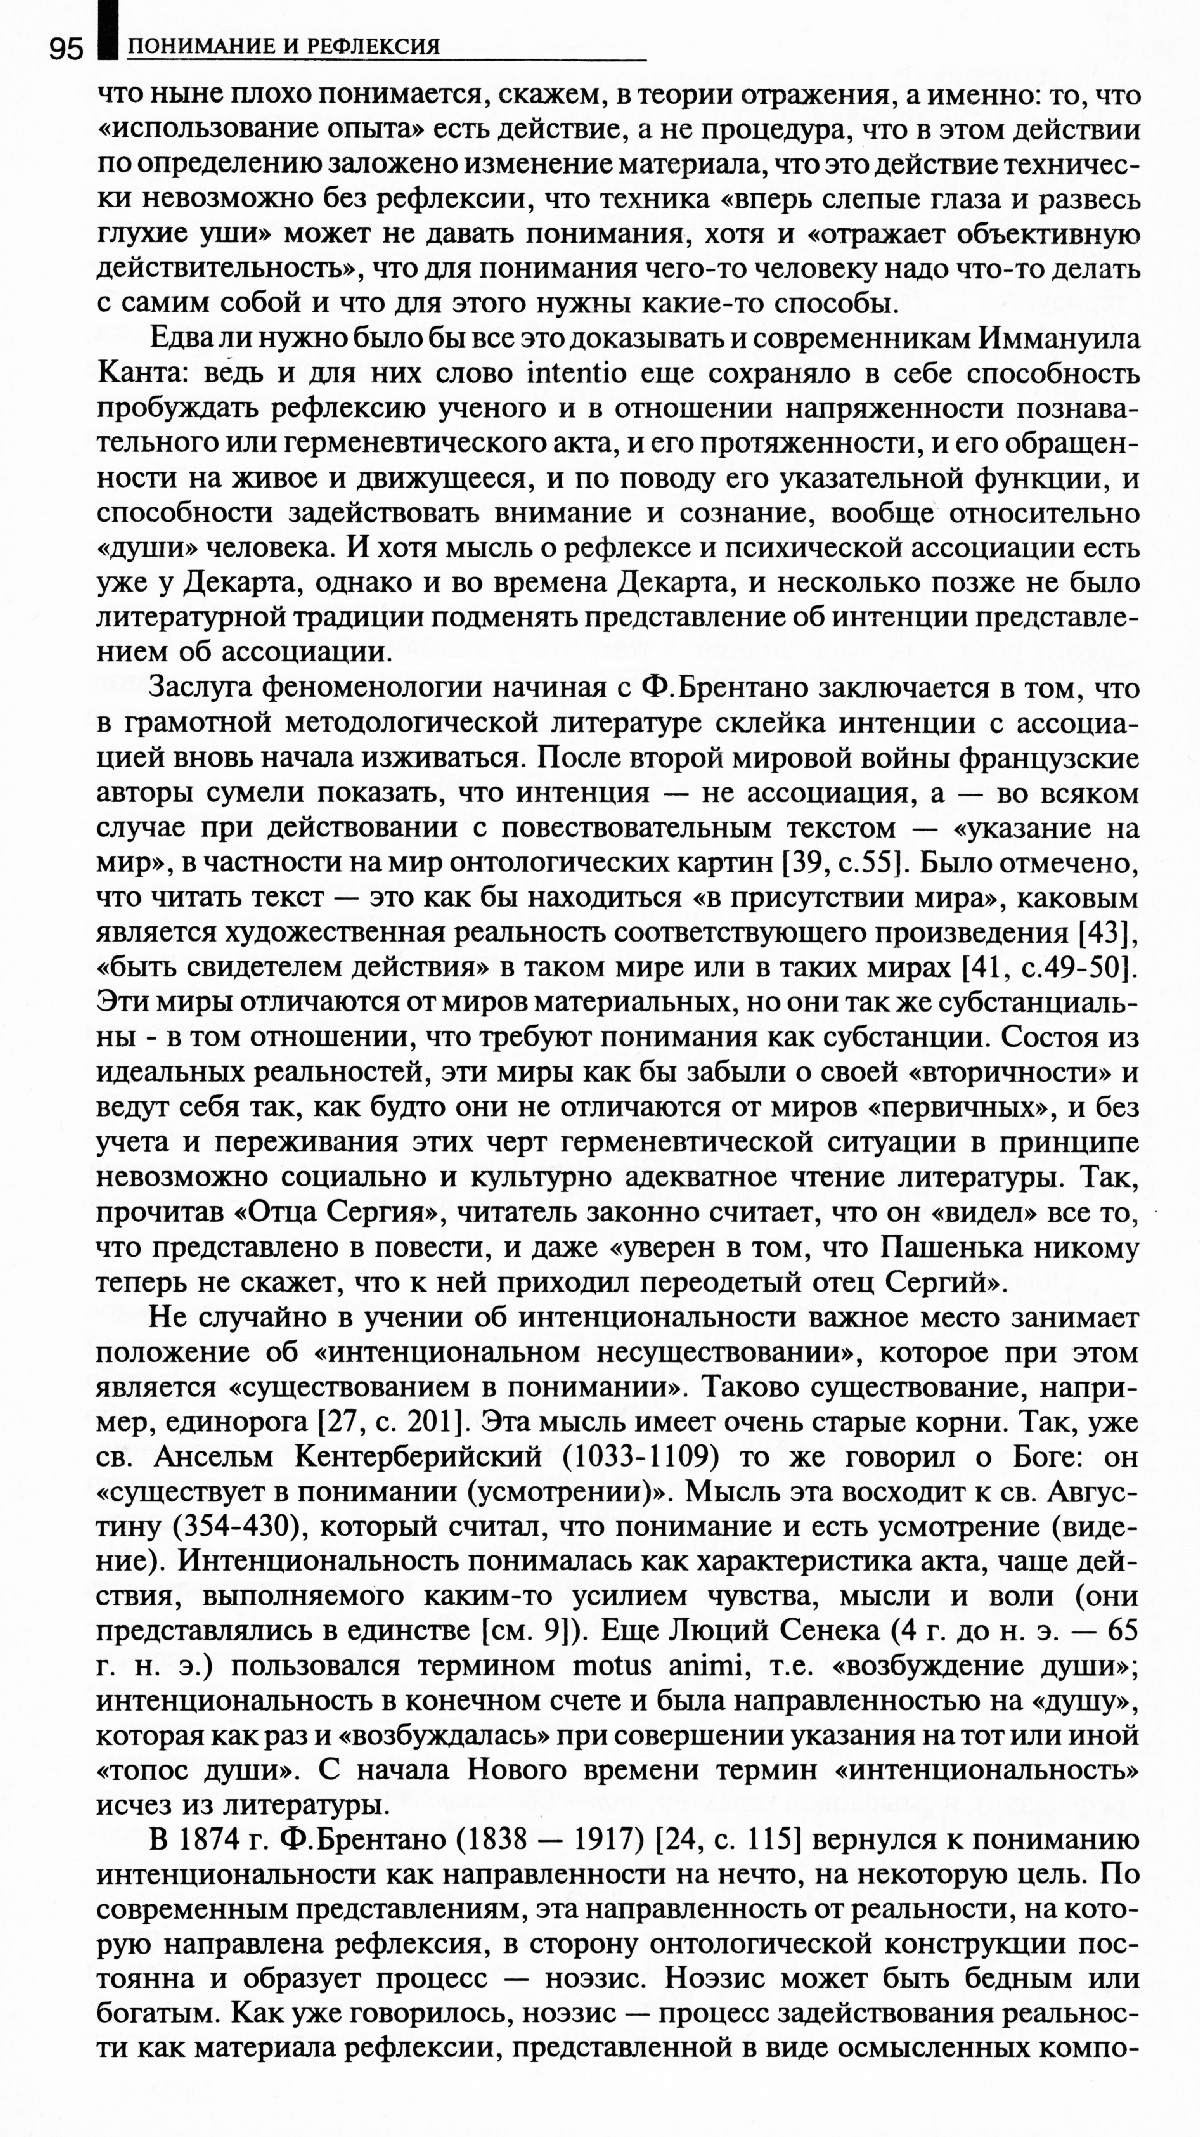 95 ПОНИМАНИЕ И РЕФЛЕКСИЯ
что ныне плохо понимается, скажем, в теории отражения, а именно: то, что
«использование опыта» есть действие, а не процедура, что в этом действии
по определению заложено изменение материала, что это действие техничес-
ки невозможно без рефлексии, что техника «вперь слепые глаза и развесь
глухие уши» может не давать понимания, хотя и «отражает объективную
действительность», что для понимания чего-то человеку надо что-то делать
с самим собой и что для этого нужны какие-то способы.
Едва ли нужно было бы все это доказывать и современникам Иммануила
Канта: ведь и для них слово intentio еще сохраняло в себе способность
пробуждать рефлексию ученого и в отношении напряженности познава-
тельного или герменевтического акта, и его протяженности, и его обращен-
ности на живое и движущееся, и по поводу его указательной функции, и
способности задействовать внимание и сознание, вообще относительно
«души» человека. И хотя мысль о рефлексе и психической ассоциации есть
уже у Декарта, однако и во времена Декарта, и несколько позже не было
литературной традиции подменять представление об интенции представле-
нием об ассоциации.
Заслуга феноменологии начиная с Ф.Брентано заключается в том, что
в грамотной методологической литературе склейка интенции с ассоциа-
цией вновь начала изживаться. После второй мировой войны французские
авторы сумели показать, что интенция — не ассоциация, а — во всяком
случае при действовании с повествовательным текстом — «указание на
мир», в частности на мир онтологических картин [39, с.55]. Было отмечено,
что читать текст — это как бы находиться «в присутствии мира», каковым
является художественная реальность соответствующего произведения [43],
«быть свидетелем действия» в таком мире или в таких мирах [41, с.49-50].
Эти миры отличаются от миров материальных, но они так же субстанциаль-
ны - в том отношении, что требуют понимания как субстанции. Состоя из
идеальных реальностей, эти миры как бы забыли о своей «вторичности» и
ведут себя так, как будто они не отличаются от миров «первичных», и без
учета и переживания этих черт герменевтической ситуации в принципе
невозможно социально и культурно адекватное чтение литературы. Так,
прочитав «Отца Сергия», читатель законно считает, что он «видел» все то,
что представлено в повести, и даже «уверен в том, что Пашенька никому
теперь не скажет, что к ней приходил переодетый отец Сергий».
Не случайно в учении об интенциональности важное место занимает
положение об «интенциональном несуществовании», которое при этом
является «существованием в понимании». Таково существование, напри-
мер, единорога [27, с. 201]. Эта мысль имеет очень старые корни. Так, уже
св. Ансельм Кентерберийский (1033-1109) то же говорил о Боге: он
«существует в понимании (усмотрении)». Мысль эта восходит к св. Авгус-
тину (354-430), который считал, что понимание и есть усмотрение (виде-
ние). Интенциональность понималась как характеристика акта, чаще дей-
ствия, выполняемого каким-то усилием чувства, мысли и воли (они
представлялись в единстве [см. 9]). Еще Люций Сенека (4 г. до н. э. — 65
г. н. э.) пользовался термином motus animi, т.е. «возбуждение души»;
интенциональность в конечном счете и была направленностью на «душу»,
которая как раз и «возбуждалась» при совершении указания на тот или иной
«топос души». С начала Нового времени термин «интенциональность»
исчез из литературы.
В 1874 г. Ф.Брентано (1838 — 1917) [24, с. 115] вернулся к пониманию
интенциональности как направленности на нечто, на некоторую цель. По
современным представлениям, эта направленность от реальности, на кото-
рую направлена рефлексия, в сторону онтологической конструкции пос-
тоянна и образует процесс — ноэзис. Ноэзис может быть бедным или
богатым. Как уже говорилось, ноэзис — процесс задействования реальнос-
ти как материала рефлексии, представленной в виде осмысленных компо-